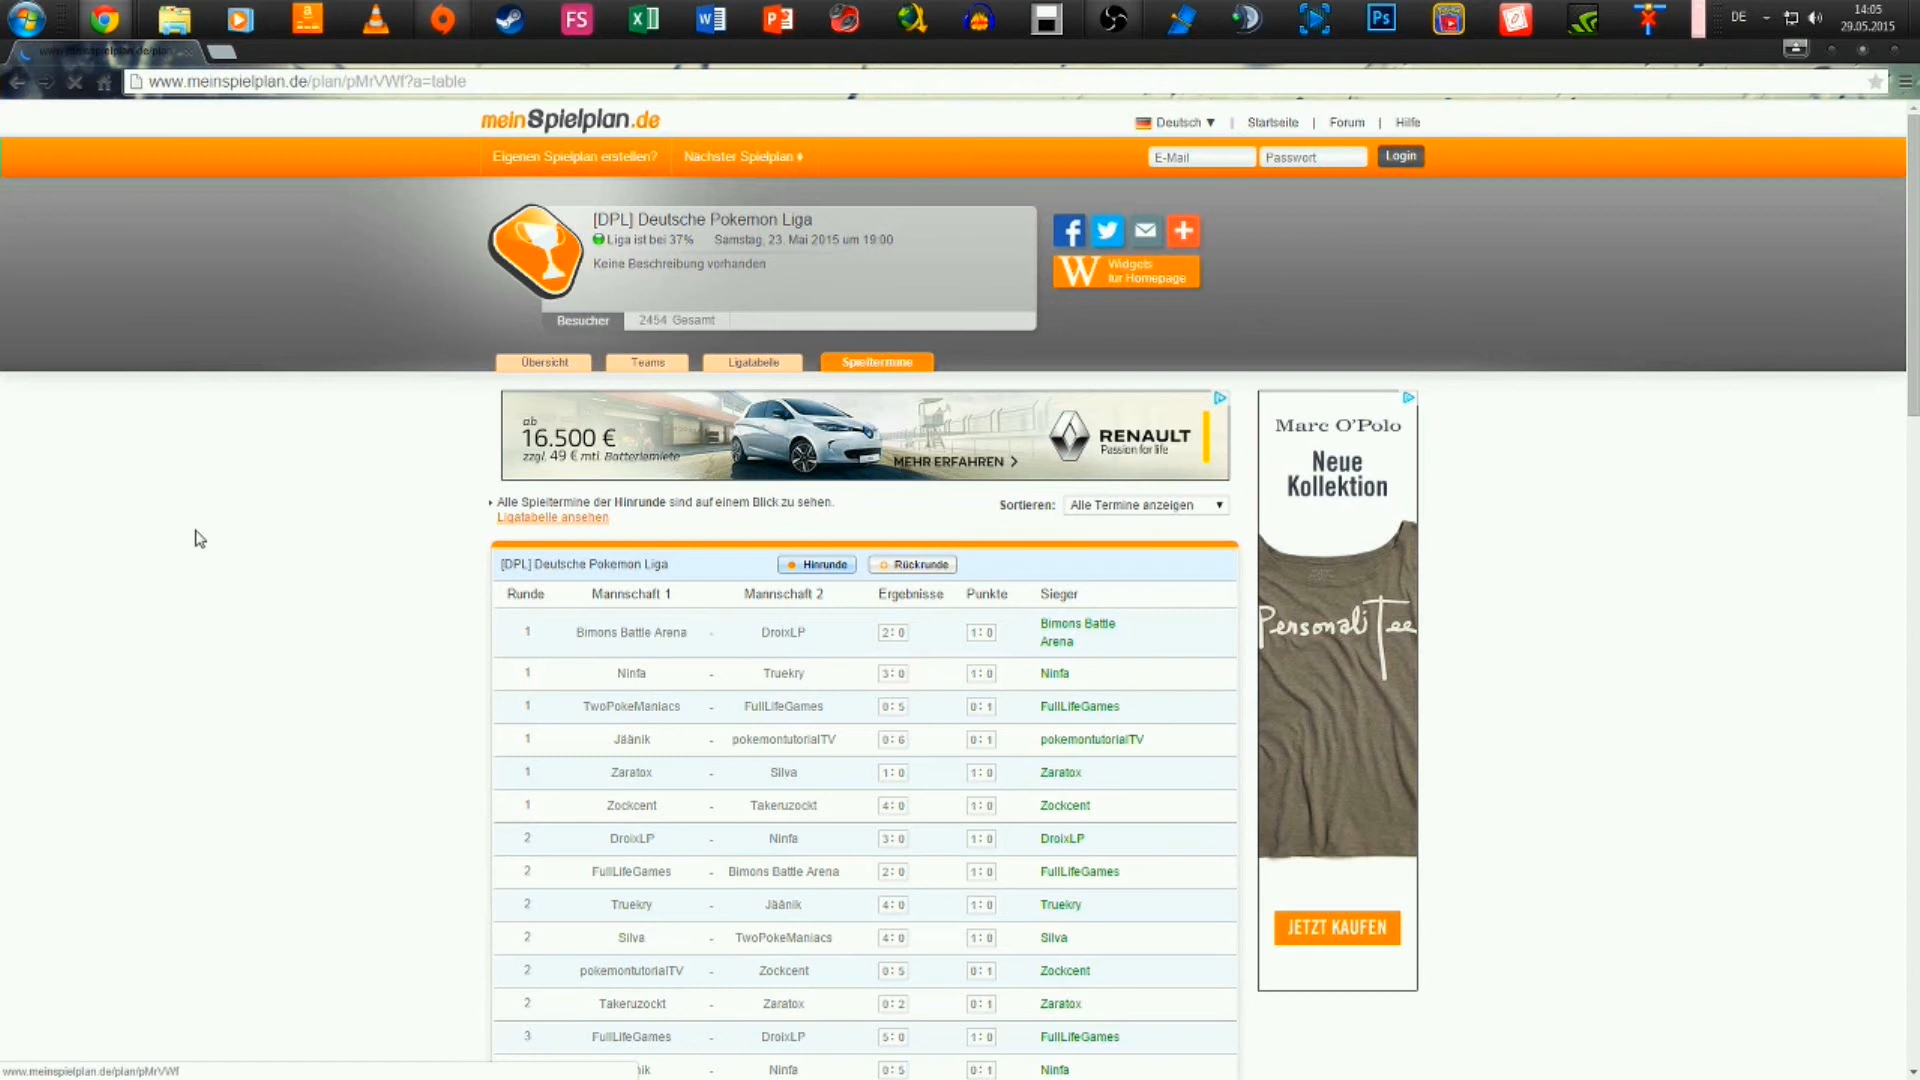 DE
14:05
29.05.2015
www.meinspielplan.de/plan/pMrVWf?a=table
meinSpielplan.de
Deutsch ▼ | Startseite | Forum | Hilfe
Eigenen Spielplan erstellen? Nächster Spielplan
E-Mail Passwort Login
[DPL] Deutsche Pokemon Liga
Liga ist bei 37% Samstag, 23. Mai 2015 um 19:00
Keine Beschreibung vorhanden
W Widgets
für Homepage
Besucher 2454 Gesamt
Übersicht Teams Ligatabelle Spieltermine
ab
16.500 €
zzgl. 49 € mtl. Batteriemiete
MEHR ERFAHREN >
RENAULT
Passion for life
Marc O'Polo
Neue
Kollektion
PersonaliTee
JETZT KAUFEN
Alle Spieltermine der Hinrunde sind auf einem Blick zu sehen.
Ligatabelle ansehen
Sortieren: Alle Termine anzeigen ▼
[DPL] Deutsche Pokemon Liga Hinrunde Rückrunde
Runde Mannschaft 1 Mannschaft 2 Ergebnisse Punkte Sieger
1 Bimons Battle Arena - DroixLP 2:0 1:0 Bimons Battle
Arena
1 Ninfa - Truekry 3:0 1:0 Ninfa
1 TwoPokeManiacs - FullLifeGames 0:5 0:1 FullLifeGames
1 Jäänik - pokemontutorialTV 0:6 0:1 pokemontutorialTV
1 Zaratox - Silva 1:0 1:0 Zaratox
1 Zockcent - Takeruzockt 4:0 1:0 Zockcent
2 DroixLP - Ninfa 3:0 1:0 DroixLP
2 FullLifeGames - Bimons Battle Arena 2:0 1:0 FullLifeGames
2 Truekry - Jäänik 4:0 1:0 Truekry
2 Silva - TwoPokeManiacs 4:0 1:0 Silva
2 pokemontutorialTV - Zockcent 0:5 0:1 Zockcent
2 Takeruzockt - Zaratox 0:2 0:1 Zaratox
3 FullLifeGames - DroixLP 5:0 1:0 FullLifeGames
nik - Ninfa 0:5 0:1 Ninfa
www.meinspielplan.de/plan/pMrVWf